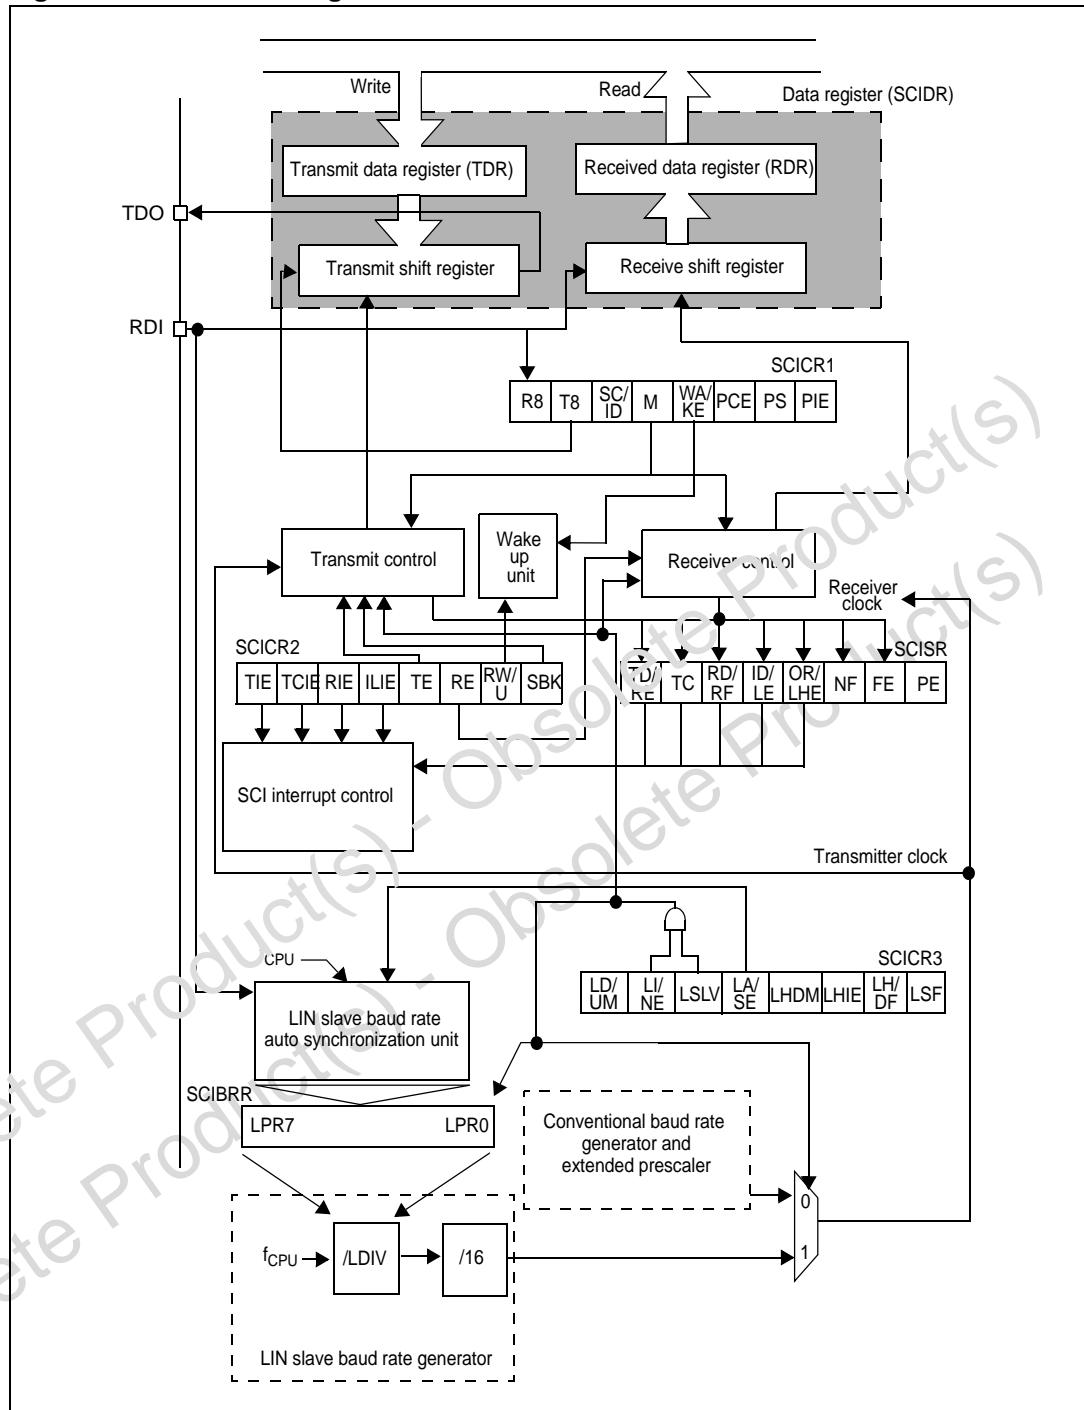 Write
Read
Data register (SCIDR)
Transmit data register (TDR)
Received data register (RDR)
TDO
Transmit shift register
Receive shift register
RDI
SCICR1
R8 T8 SC/ID M WA/KE PCE PS PIE
Transmit control
Wake
up
unit
Receiver control
Receiver
clock
SCICR2
SCISR
TIE TCIE RIE ILIE TE RE RW/U SBK
TD/RE TC RD/RF ID/LE OR/LHE NF FE PE
SCI interrupt control
Transmitter clock
CPU
SCICR3
LD/UM LI/NE LSLV LA/SE LHDM LHIE LH/DF LSF
LIN slave baud rate
auto synchronization unit
SCIBRR
LPR7 LPR0
Conventional baud rate
generator and
extended prescaler
0
1
fCPU
/LDIV
/16
LIN slave baud rate generator
Obsolete Product(s) - Obsolete Product(s)
Obsolete Product(s) - Obsolete Product(s)